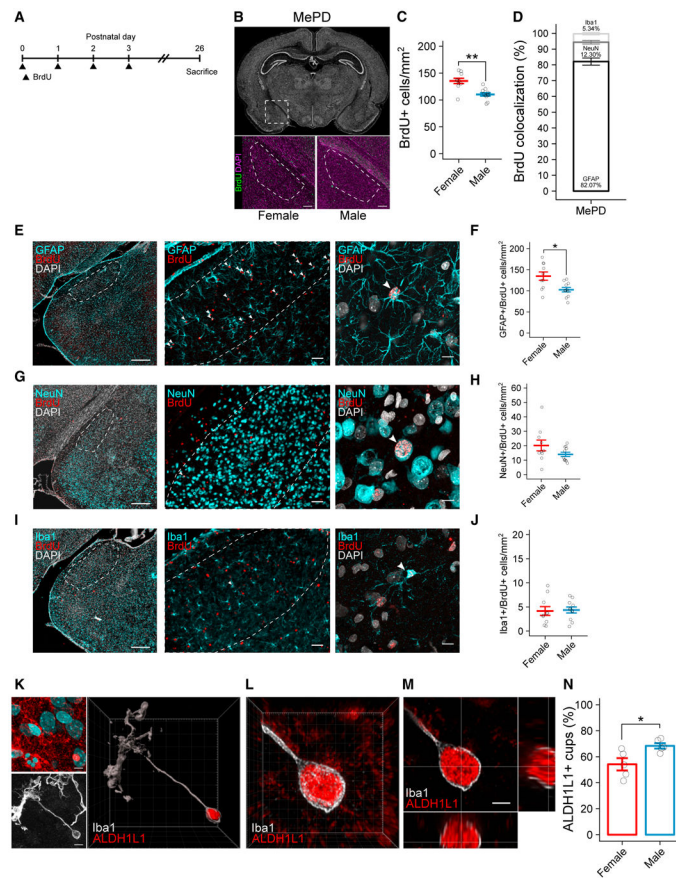 A
Postnatal day
0 1 2 3 26
BrdU
Sacrifice
B
MePD
BrdU DAPI
Female Male
C
BrdU+ cells/mm2
200
150
100
50
0
**
Female Male
D
BrdU colocalization (%)
100
90
80
70
60
50
40
30
20
10
0
Iba1
5.34%
NeuN
12.30%
GFAP
82.07%
MePD
E
GFAP
BrdU
DAPI
GFAP
BrdU
DAPI
GFAP
BrdU
DAPI
F
GFAP+/BrdU+ cells/mm2
200
150
100
50
0
*
Female Male
G
NeuN
BrdU
DAPI
NeuN
BrdU
DAPI
NeuN
BrdU
DAPI
H
NeuN+/BrdU+ cells/mm2
60
50
40
30
20
10
0
Female Male
I
Iba1
BrdU
DAPI
Iba1
BrdU
DAPI
Iba1
BrdU
DAPI
J
Iba1+/BrdU+ cells/mm2
20
15
10
5
0
Female Male
K
Iba1
ALDH1L1
L
Iba1
ALDH1L1
M
Iba1
ALDH1L1
N
ALDH1L1+ cups (%)
100
75
50
25
0
*
Female Male